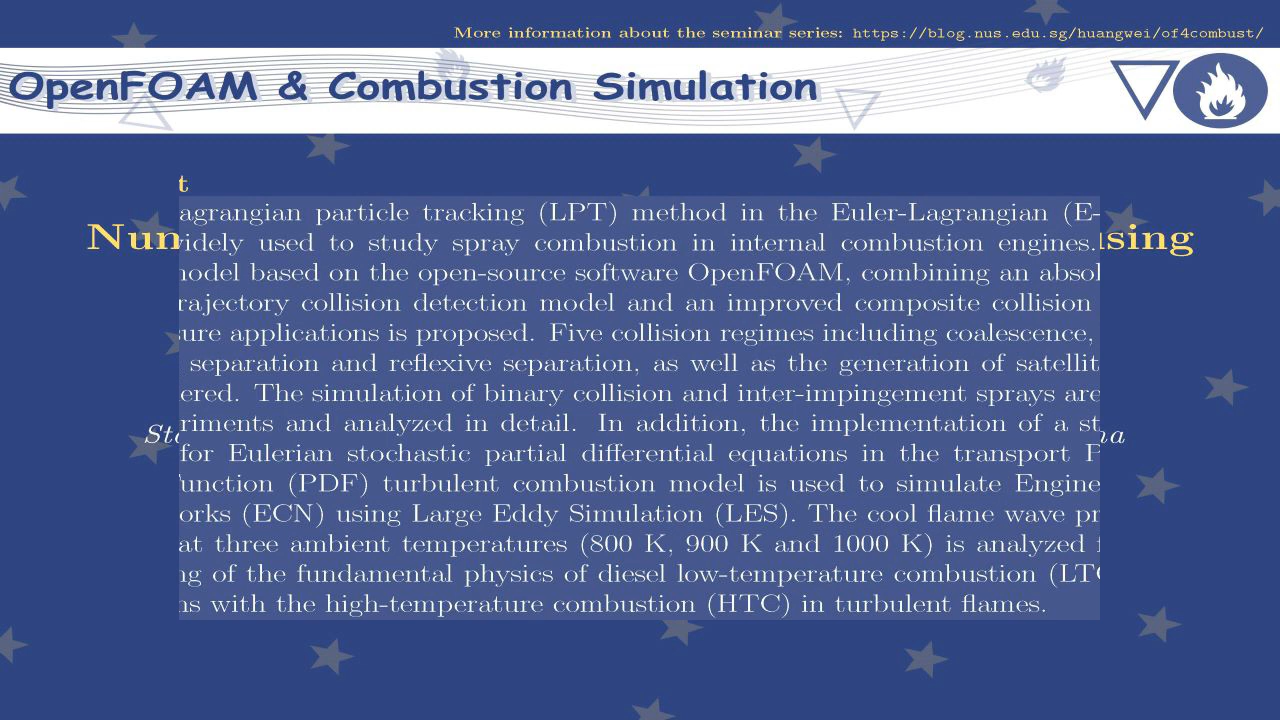 More information about the seminar series: https://blog.nus.edu.sg/huangwei/of4combust/
OpenFOAM & Combustion Simulation
t
agrangian particle tracking (LPT) method in the Euler-Lagrangian (E-
Num
idely used to study spray combustion in internal combustion engines.
sing
odel based on the open-source software OpenFOAM, combining an absol
rajectory collision detection model and an improved composite collision
ure applications is proposed. Five collision regimes including coalescence,
separation and reflexive separation, as well as the generation of satellit
ered. The simulation of binary collision and inter-impingement sprays are
riments and analyzed in detail. In addition, the implementation of a st
Sto
na
for Eulerian stochastic partial differential equations in the transport P
unction (PDF) turbulent combustion model is used to simulate Engine
orks (ECN) using Large Eddy Simulation (LES). The cool flame wave pr
at three ambient temperatures (800 K, 900 K and 1000 K) is analyzed f
ng of the fundamental physics of diesel low-temperature combustion (LTC
ns with the high-temperature combustion (HTC) in turbulent flames.